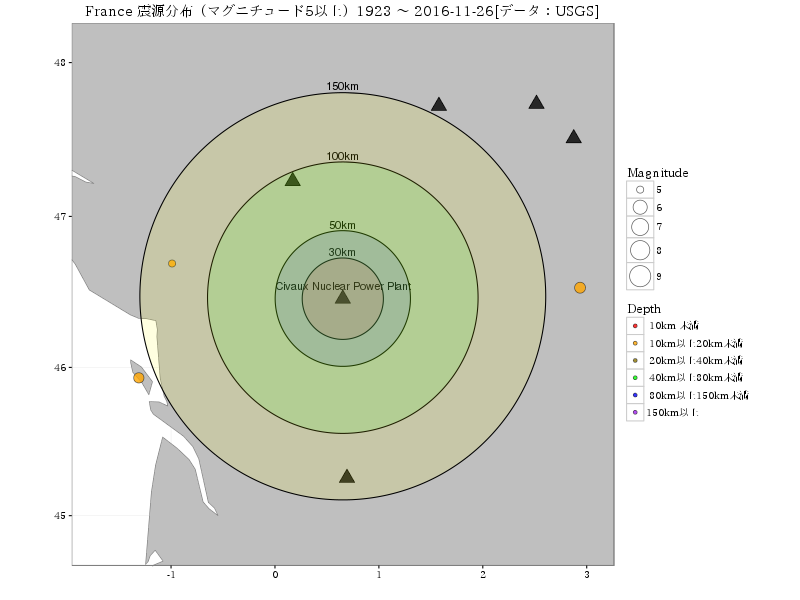 France 震源分布（マグニチュード5以上）1923 〜 2016-11-26[データ：USGS]
48
47
46
45
-1
0
1
2
3
150km
100km
50km
30km
Civaux Nuclear Power Plant
Magnitude
5
6
7
8
9
Depth
10km 未満
10km以上20km未満
20km以上40km未満
40km以上80km未満
80km以上150km未満
150km以上